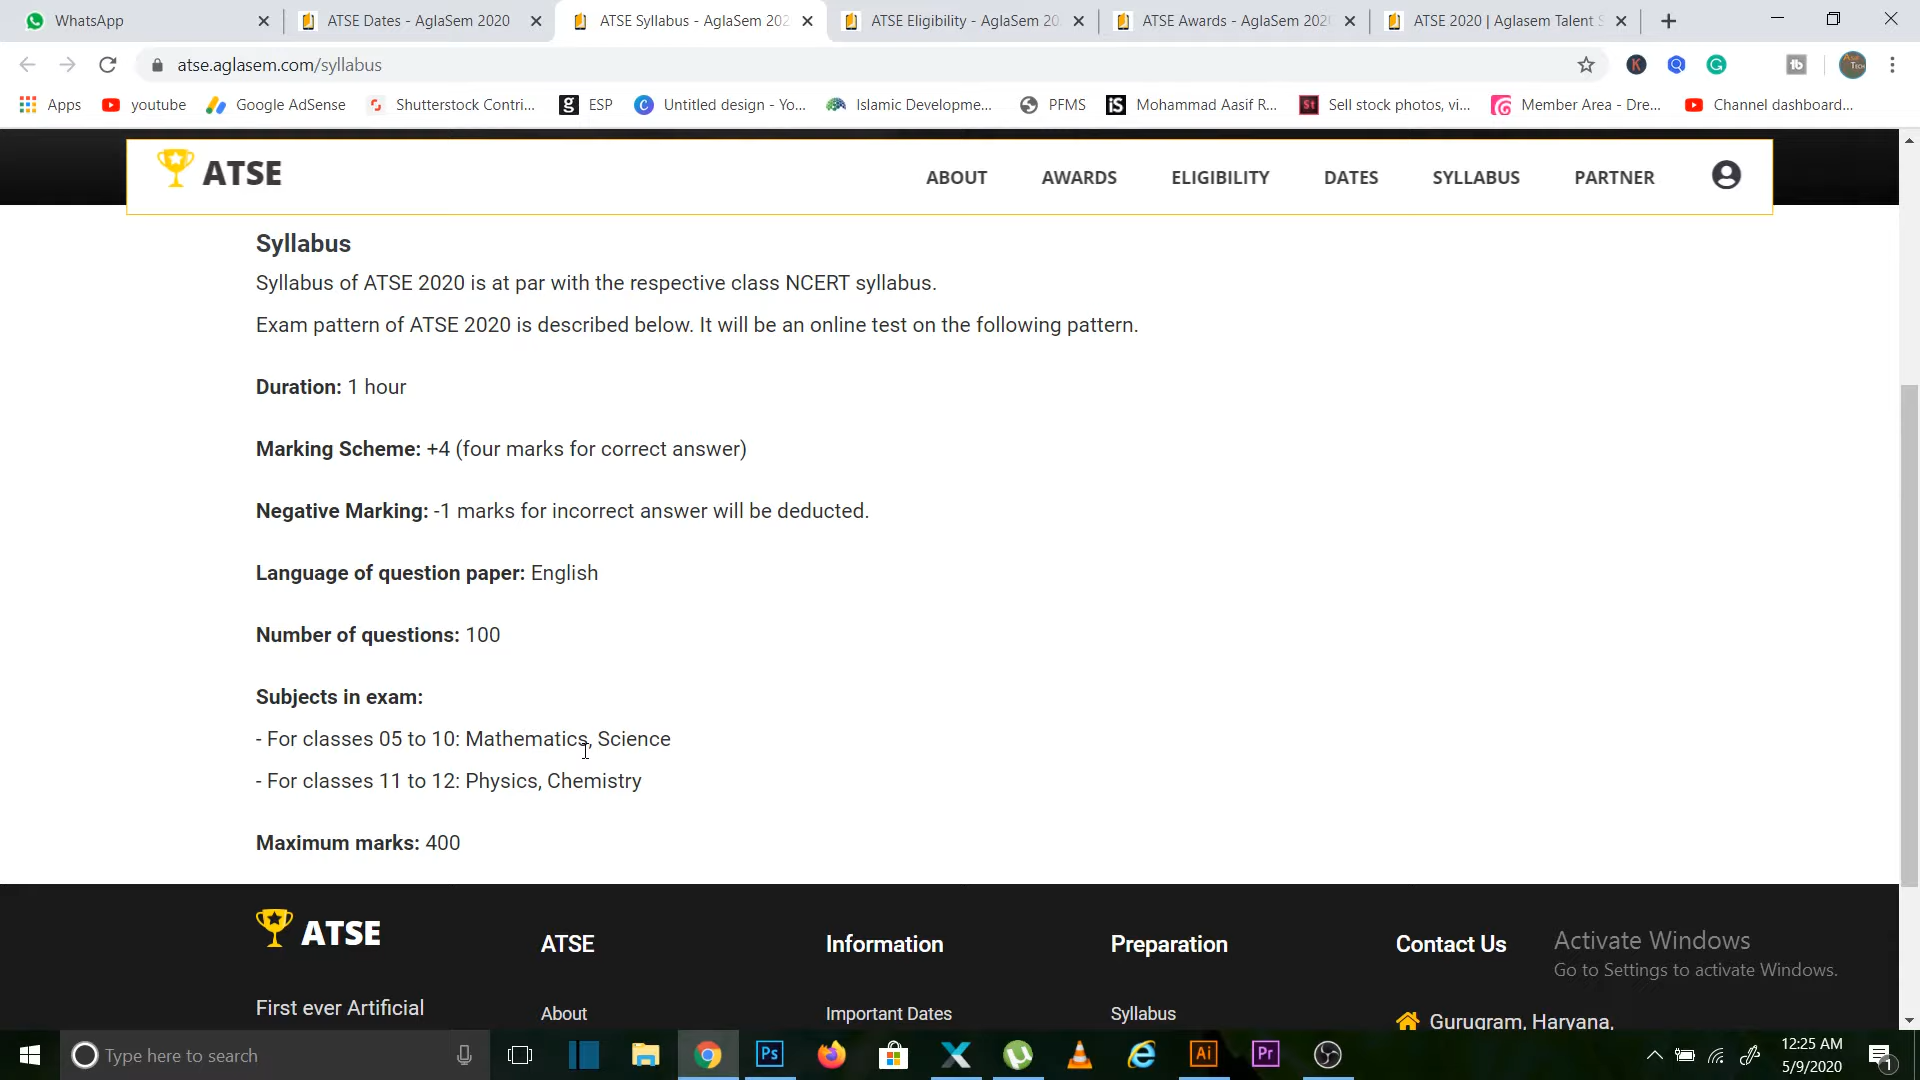 WhatsApp
ATSE Dates - AglaSem 2020
ATSE Syllabus - AglaSem 202
ATSE Eligibility - AglaSem 20
ATSE Awards - AglaSem 2020
ATSE 2020 | Aglasem Talent S
atse.aglasem.com/syllabus
Apps
youtube
Google AdSense
Shutterstock Contri...
ESP
Untitled design - Yo...
Islamic Developme...
PFMS
Mohammad Aasif R...
Sell stock photos, vi...
Member Area - Dre...
Channel dashboard...
ATSE
ABOUT
AWARDS
ELIGIBILITY
DATES
SYLLABUS
PARTNER
Syllabus
Syllabus of ATSE 2020 is at par with the respective class NCERT syllabus.
Exam pattern of ATSE 2020 is described below. It will be an online test on the following pattern.
Duration: 1 hour
Marking Scheme: +4 (four marks for correct answer)
Negative Marking: -1 marks for incorrect answer will be deducted.
Language of question paper: English
Number of questions: 100
Subjects in exam:
- For classes 05 to 10: Mathematics, Science
- For classes 11 to 12: Physics, Chemistry
Maximum marks: 400
ATSE
ATSE
Information
Preparation
Contact Us
Activate Windows
Go to Settings to activate Windows.
First ever Artificial
About
Important Dates
Syllabus
Gurugram, Haryana,
Type here to search
Ps
Ai
Pr
12:25 AM
5/9/2020
1